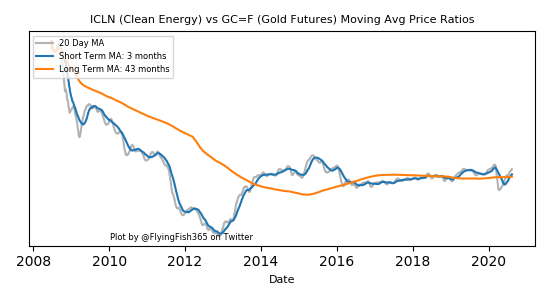 ICLN (Clean Energy) vs GC=F (Gold Futures) Moving Avg Price Ratios
20 Day MA
Short Term MA: 3 months
Long Term MA: 43 months
Plot by @FlyingFish365 on Twitter
2008 2010 2012 2014 2016 2018 2020
Date